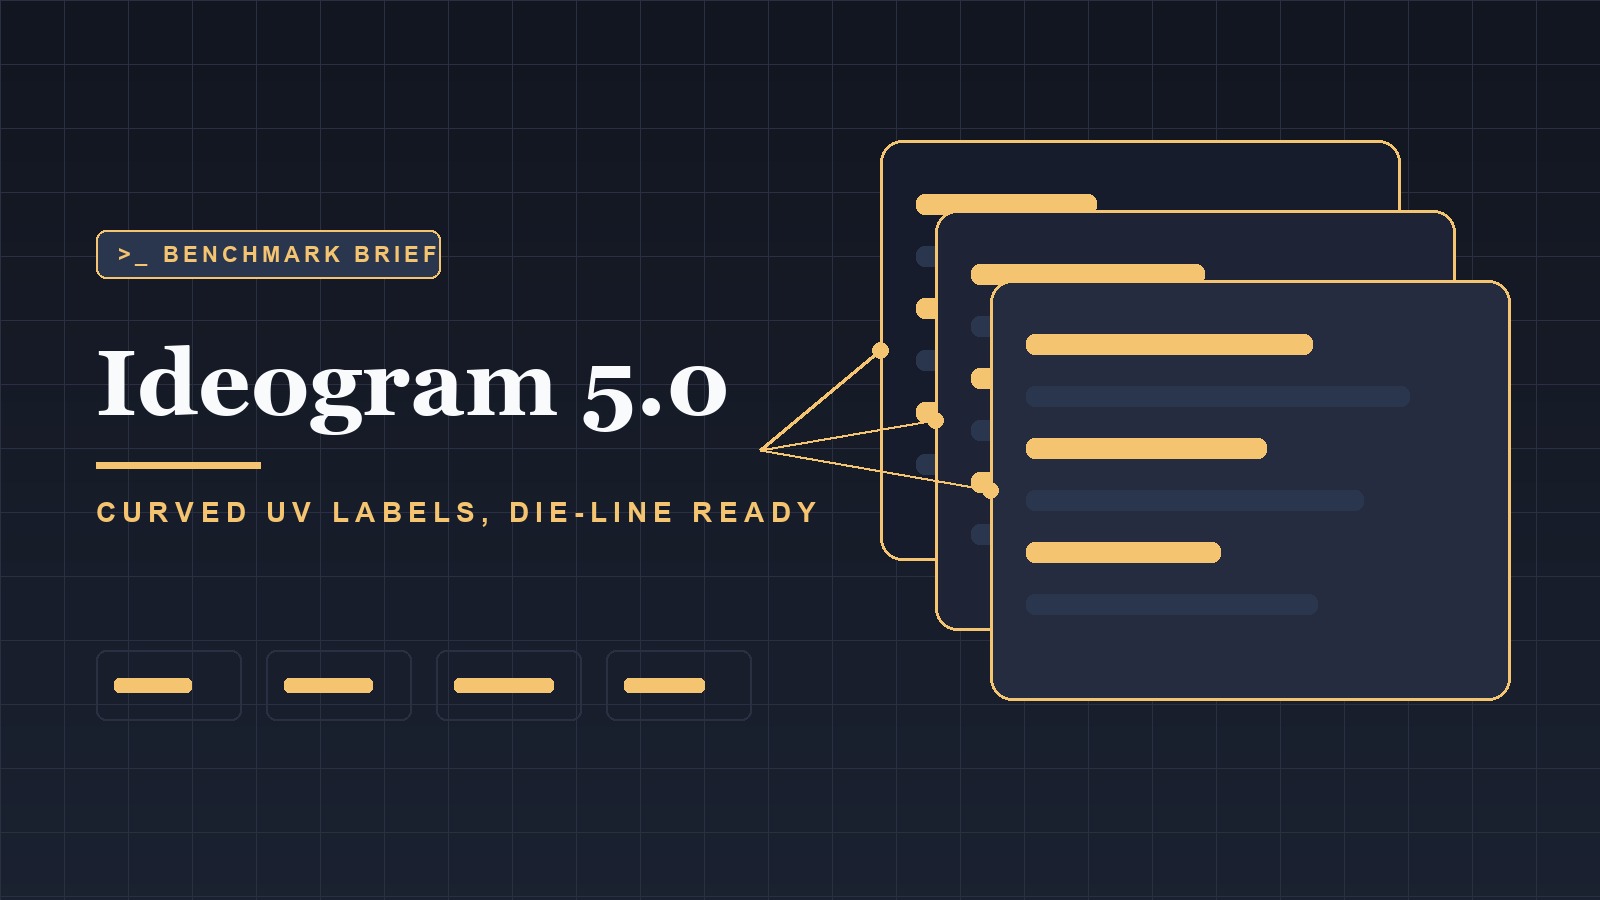 >_ BENCHMARK BRIEF
Ideogram 5.0
CURVED UV LABELS, DIE-LINE READY